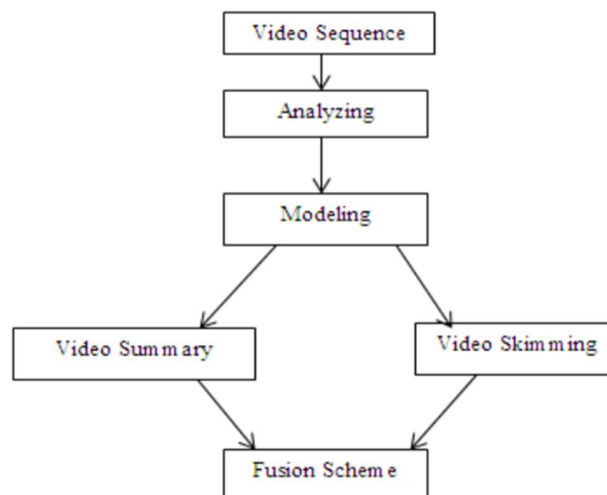 Video Sequence
Analyzing
Modeling
Video Summary
Video Skimming
Fusion Scheme